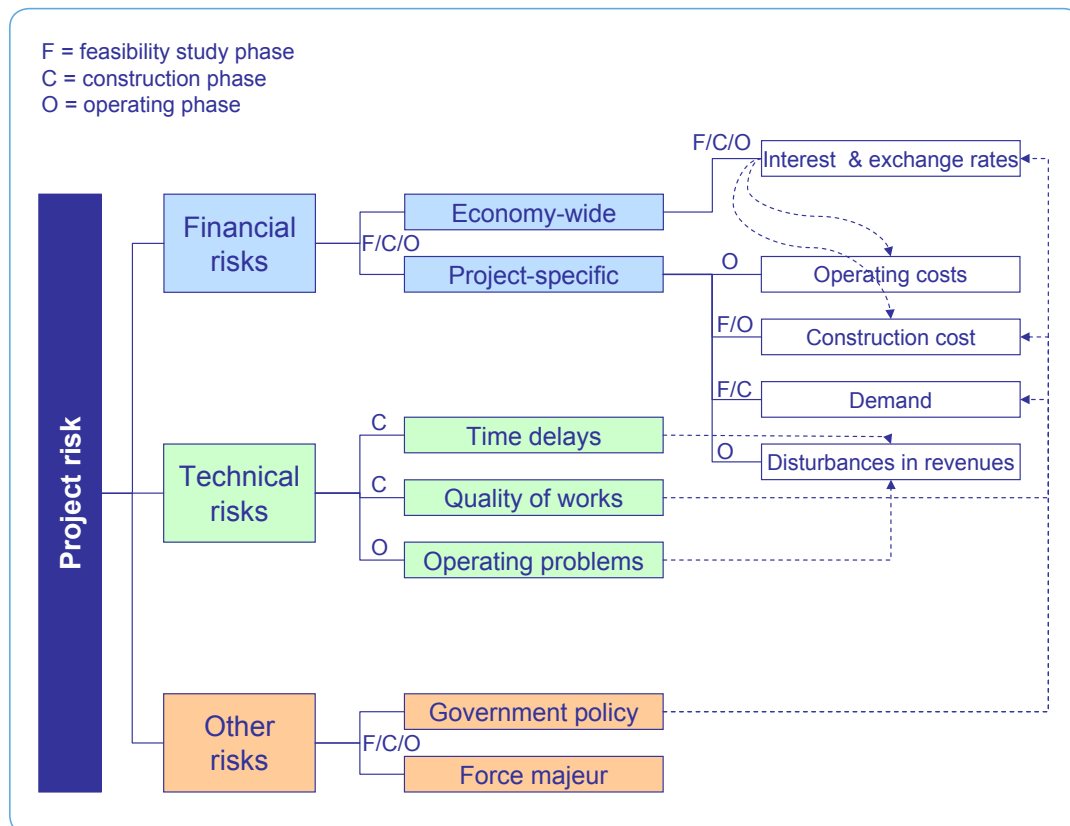 F = feasibility study phase
C = construction phase
O = operating phase
F/C/O
Interest & exchange rates
Financial
risks
Economy-wide
F/C/O
Project-specific
O
Operating costs
F/O
Construction cost
F/C
Demand
Project risk
Technical
risks
C
Time delays
O
Disturbances in revenues
C
Quality of works
O
Operating problems
Other
risks
Government policy
F/C/O
Force majeur